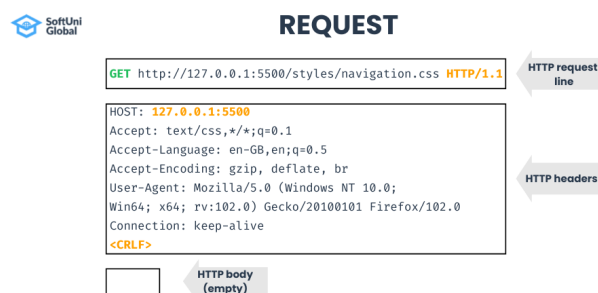 SoftUni
Global
REQUEST
GET http://127.0.0.1:5500/styles/navigation.css HTTP/1.1
HTTP request
line
HOST: 127.0.0.1:5500
Accept: text/css,*/*;q=0.1
Accept-Language: en-GB,en;q=0.5
Accept-Encoding: gzip, deflate, br
User-Agent: Mozilla/5.0 (Windows NT 10.0;
Win64; x64; rv:102.0) Gecko/20100101 Firefox/102.0
Connection: keep-alive
<CRLF>
HTTP headers
HTTP body
(empty)